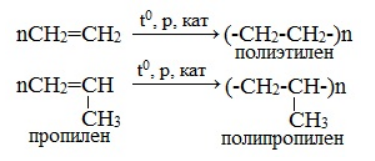 nCH2=CH2 t⁰, p, кат (-CH2-CH2-)n
полиэтилен
nCH2=CH t⁰, p, кат (-CH2-CH-)n
CH3 CH3
пропилен полипропилен